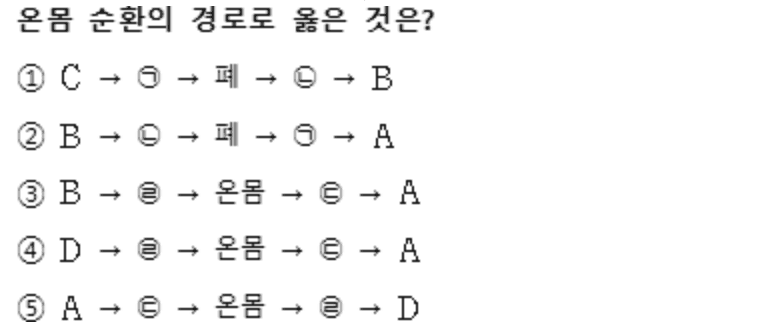 온몸 순환의 경로로 옳은 것은?
① C → ㉠ → 폐 → ㉡ → B
② B → ㉡ → 폐 → ㉠ → A
③ B → ㉣ → 온몸 → ㉢ → A
④ D → ㉣ → 온몸 → ㉢ → A
⑤ A → ㉢ → 온몸 → ㉣ → D